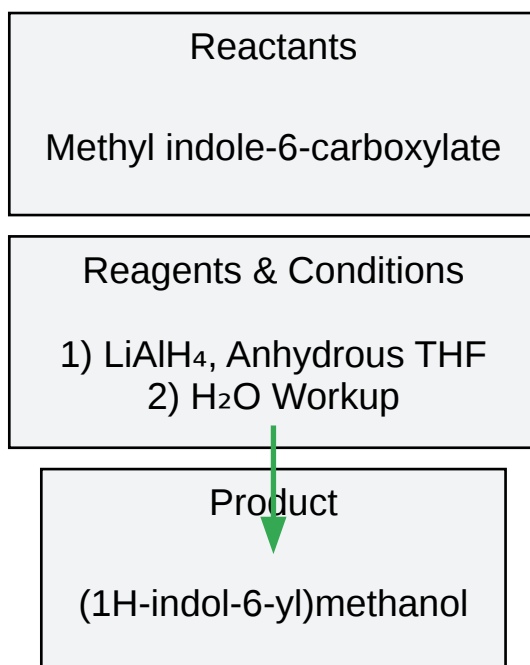 Reactants
Methyl indole-6-carboxylate
Reagents & Conditions
1) LiAlH₄, Anhydrous THF
2) H₂O Workup
Product
(1H-indol-6-yl)methanol